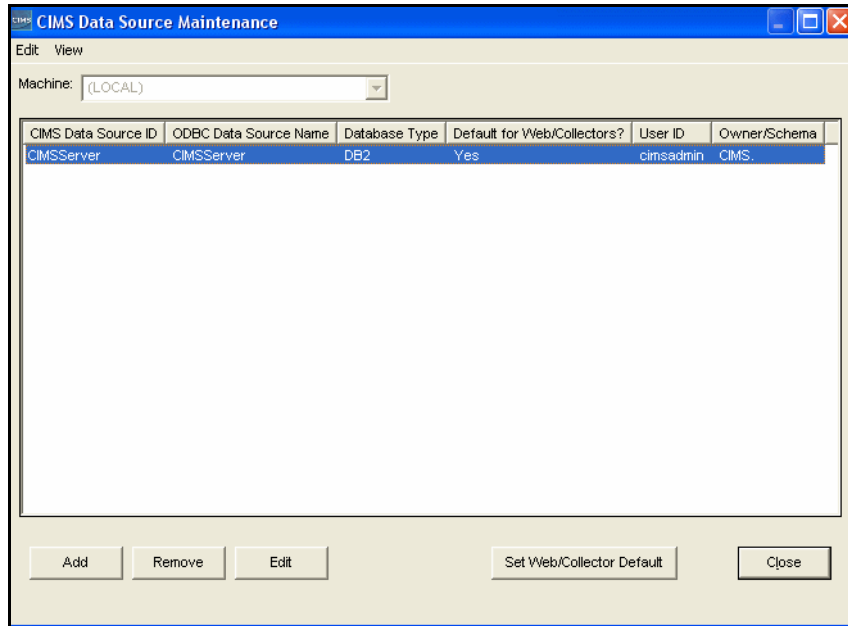 CIMS CIMS Data Source Maintenance
Edit View
Machine: (LOCAL)
CIMS Data Source ID ODBC Data Source Name Database Type Default for Web/Collectors? User ID Owner/Schema
CIMSServer CIMSServer DB2 Yes cimsadmin CIMS.
Add Remove Edit Set Web/Collector Default Close